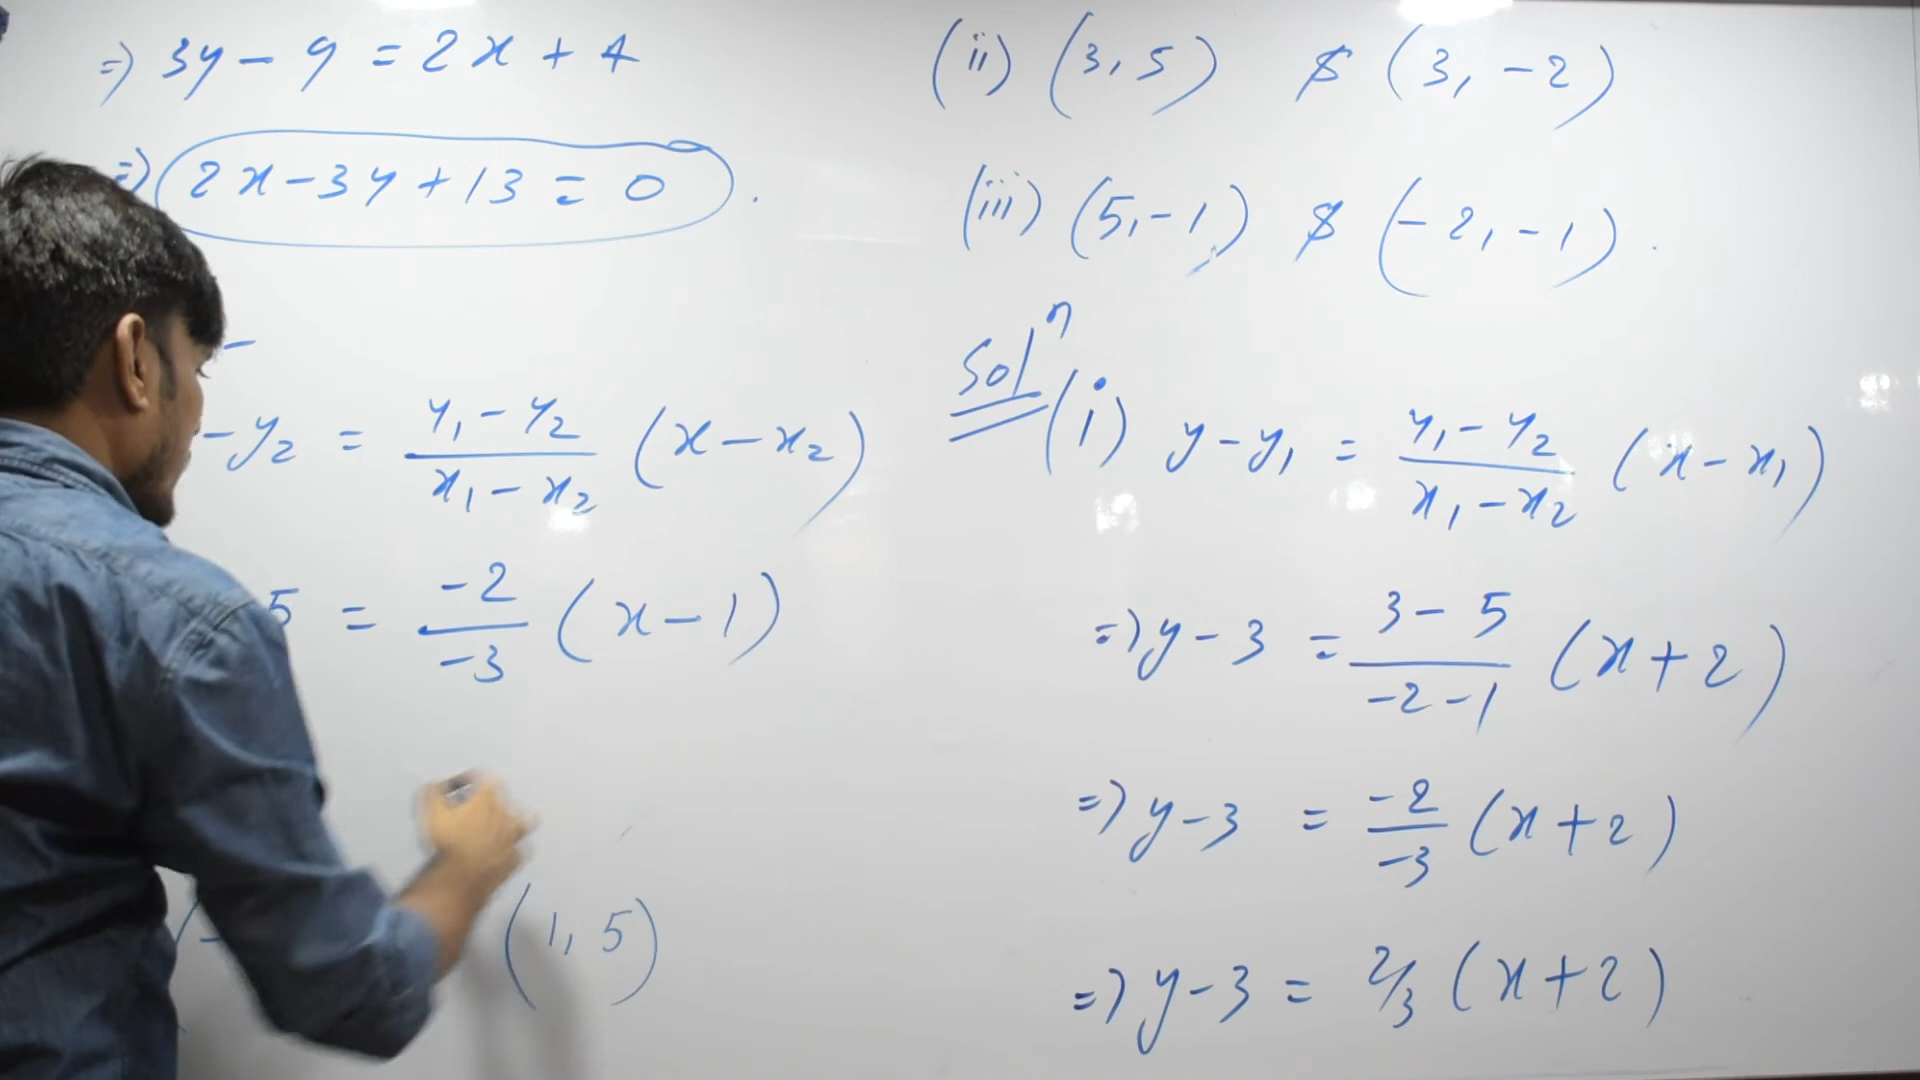 ⇒ 3y - 9 = 2x + 4
⇒ 2x - 3y + 13 = 0.
-
- y₂ = (y₁ - y₂)/(x₁ - x₂) (x - x₂)
5 = -2/-3 (x - 1)
(- (1, 5)
(ii) (3, 5) & (3, -2)
(iii) (5, -1) & (-2, -1).
Solⁿ
(i) y - y₁ = (y₁ - y₂)/(x₁ - x₂) (x - x₁)
⇒ y - 3 = (3 - 5)/(-2 - 1) (x + 2)
⇒ y - 3 = -2/-3 (x + 2)
⇒ y - 3 = 2/3 (x + 2)